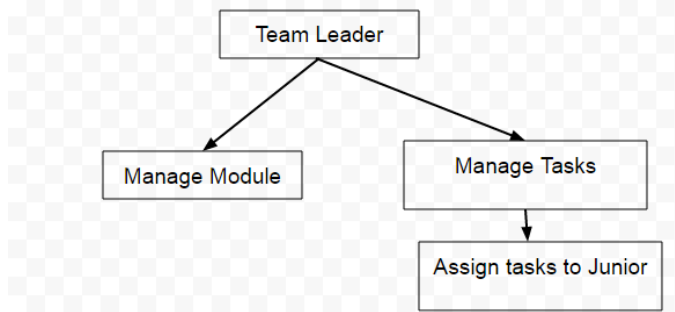 Team Leader
Manage Module
Manage Tasks
Assign tasks to Junior